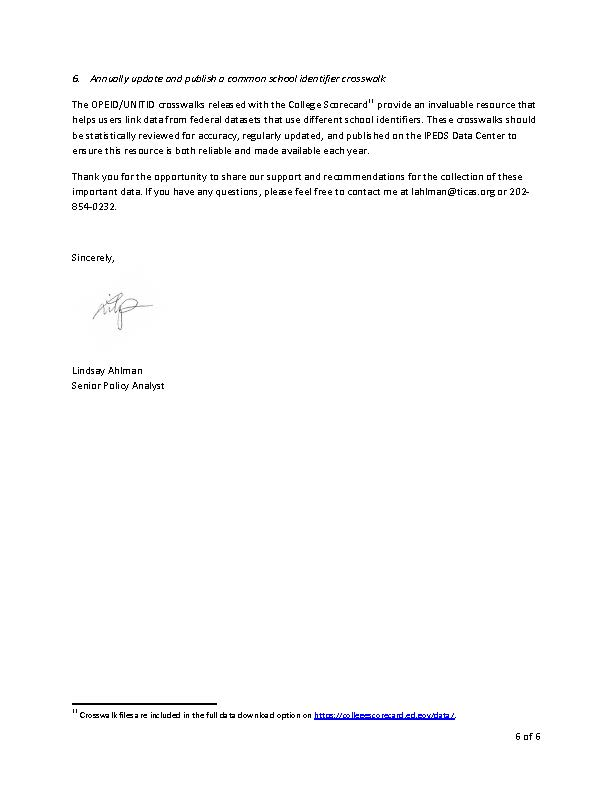 6. Annually update and publish a common school identifier crosswalk
The OPEID/UNITID crosswalks released with the College Scorecard11 provide an invaluable resource that
helps users link data from federal datasets that use different school identifiers. These crosswalks should
be statistically reviewed for accuracy, regularly updated, and published on the IPEDS Data Center to
ensure this resource is both reliable and made available each year.
Thank you for the opportunity to share our support and recommendations for the collection of these
important data. If you have any questions, please feel free to contact me at lahlman@ticas.org or 202-
854-0232.
Sincerely,
Lindsay Ahlman
Senior Policy Analyst
11 Crosswalk files are included in the full data download option on https://collegescorecard.ed.gov/data/.
6 of 6